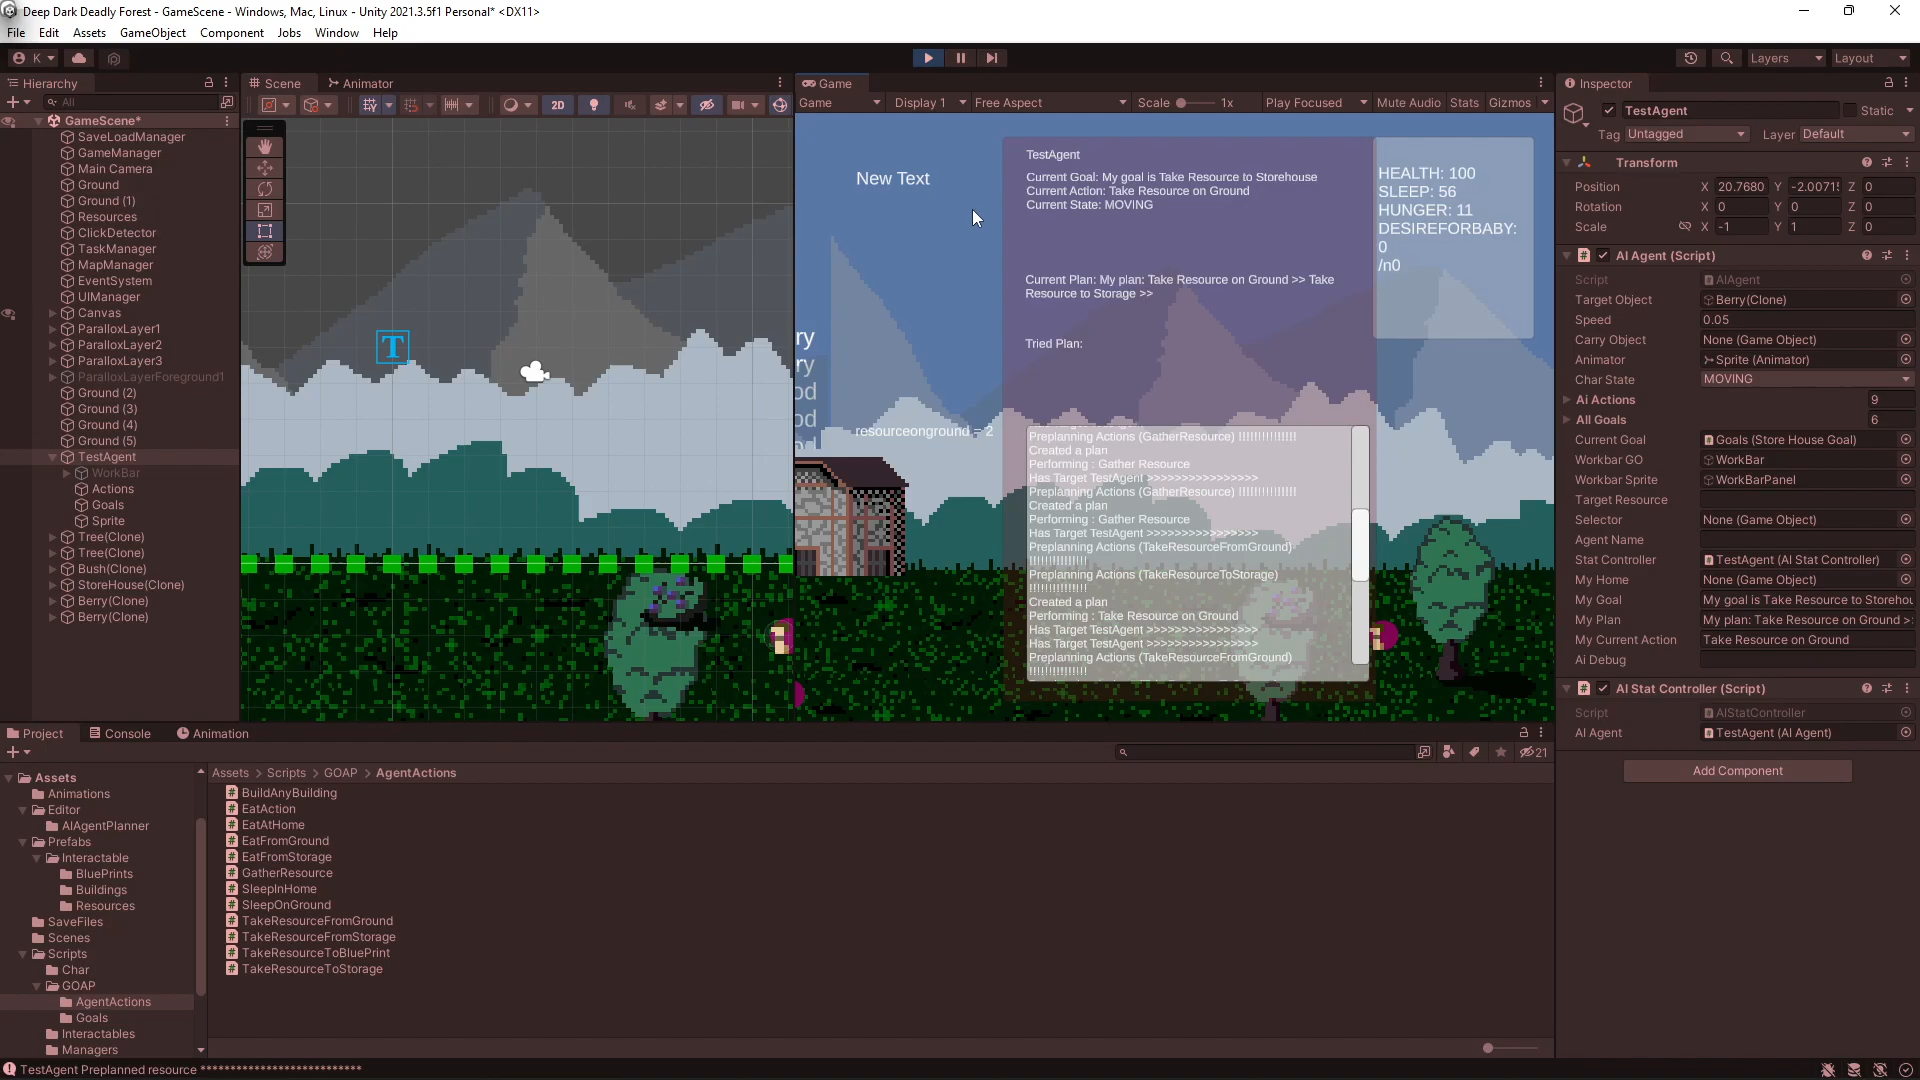 Deep Dark Deadly Forest - GameScene - Windows, Mac, Linux - Unity 2021.3.5f1 Personal* <DX11>
File Edit Assets GameObject Component Jobs Window Help
K Layers Layout
Hierarchy
All
GameScene*
SaveLoadManager
GameManager
Main Camera
Ground
Ground (1)
Resources
ClickDetector
TaskManager
MapManager
EventSystem
UIManager
Canvas
ParalloxLayer1
ParalloxLayer2
ParalloxLayer3
ParalloxLayerForeground1
Ground (2)
Ground (3)
Ground (4)
Ground (5)
TestAgent
WorkBar
Actions
Goals
Sprite
Tree(Clone)
Tree(Clone)
Bush(Clone)
StoreHouse(Clone)
Berry(Clone)
Berry(Clone)
Scene Animator
2D
T
Game
Game Display 1 Free Aspect Scale 1x Play Focused Mute Audio Stats Gizmos
New Text
ry
ry
od
od
resourceonground = 2
TestAgent
Current Goal: My goal is Take Resource to Storehouse
Current Action: Take Resource on Ground
Current State: MOVING
Current Plan: My plan: Take Resource on Ground >> Take
Resource to Storage >>
Tried Plan:
Preplanning Actions (GatherResource) !!!!!!!!!!!!!!!!
Created a plan
Performing : Gather Resource
Has Target TestAgent >>>>>>>>>>>>>>>>
Preplanning Actions (GatherResource) !!!!!!!!!!!!!!!!
Created a plan
Performing : Gather Resource
Has Target TestAgent >>>>>>>>>>>>>>>>
Preplanning Actions (TakeResourceFromGround)
!!!!!!!!!!!!!!!!
Preplanning Actions (TakeResourceToStorage)
!!!!!!!!!!!!!!!!
Created a plan
Performing : Take Resource on Ground
Has Target TestAgent >>>>>>>>>>>>>>>>
Has Target TestAgent >>>>>>>>>>>>>>>>
Preplanning Actions (TakeResourceFromGround)
!!!!!!!!!!!!!!!!
HEALTH: 100
SLEEP: 56
HUNGER: 11
DESIREFORBABY:
0
/n0
Inspector
TestAgent Static
Tag Untagged Layer Default
Transform
Position X 20.7680 Y -2.0071 Z 0
Rotation X 0 Y 0 Z 0
Scale X -1 Y 1 Z 0
AI Agent (Script)
Script AIAgent
Target Object Berry(Clone)
Speed 0.05
Carry Object None (Game Object)
Animator Sprite (Animator)
Char State MOVING
Ai Actions 9
All Goals 6
Current Goal Goals (Store House Goal)
Workbar GO WorkBar
Workbar Sprite WorkBarPanel
Target Resource
Selector None (Game Object)
Agent Name
Stat Controller TestAgent (AI Stat Controller)
My Home None (Game Object)
My Goal My goal is Take Resource to Storehou
My Plan My plan: Take Resource on Ground >
My Current Action Take Resource on Ground
Ai Debug
AI Stat Controller (Script)
Script AIStatController
AI Agent TestAgent (AI Agent)
Add Component
Project Console Animation
21
Assets
Animations
Editor
AIAgentPlanner
Prefabs
Interactable
BluePrints
Buildings
Resources
SaveFiles
Scenes
Scripts
Char
GOAP
AgentActions
Goals
Interactables
Managers
Assets > Scripts > GOAP > AgentActions
BuildAnyBuilding
EatAction
EatAtHome
EatFromGround
EatFromStorage
GatherResource
SleepInHome
SleepOnGround
TakeResourceFromGround
TakeResourceFromStorage
TakeResourceToBluePrint
TakeResourceToStorage
TestAgent Preplanned resource ***************************